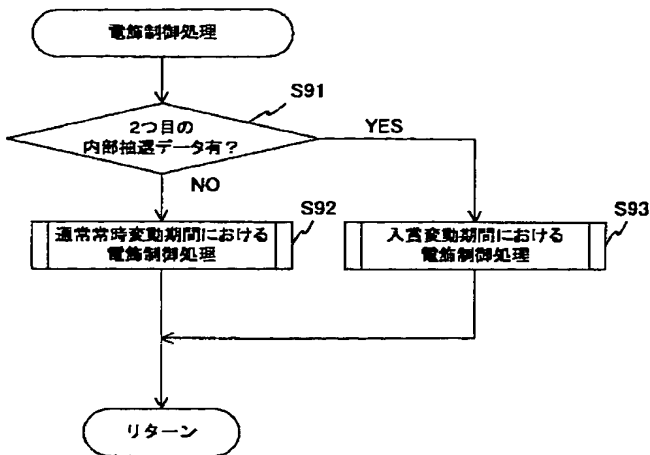 電飾制御処理
S91
2つ目の
内部抽選データ有？
YES
NO
S92
通常常時変動期間における
電飾制御処理
S93
入賞変動期間における
電飾制御処理
リターン